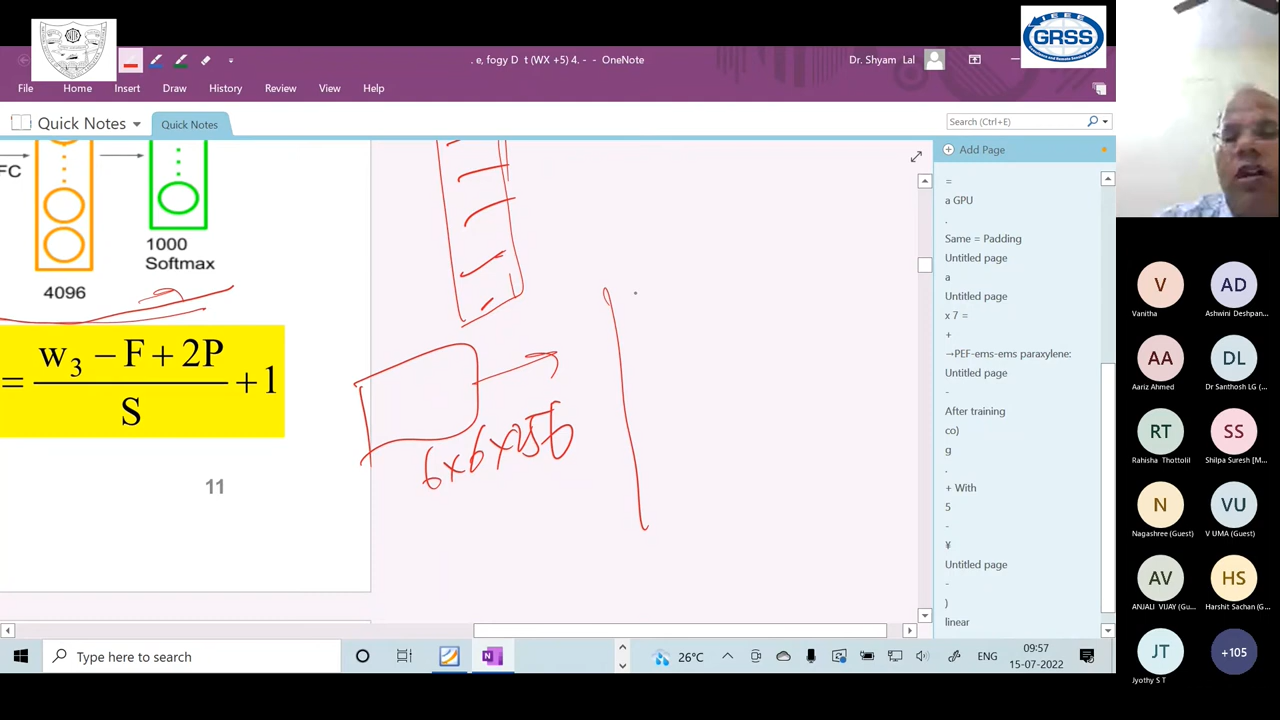 IEEE
GRSS
. e, fogy D t (WX +5) 4. - - OneNote
Dr. Shyam Lal
File
Home
Insert
Draw
History
Review
View
Help
Quick Notes
Quick Notes
Search (Ctrl+E)
Add Page
FC
1000
Softmax
4096
= w3 − F + 2P / S + 1
11
6x6x256
=
a GPU
.
Same = Padding
Untitled page
a
Untitled page
x 7 =
+
→PEF-ems-ems paraxylene:
Untitled page
-
After training
co)
g
.
+ With
5
-
¥
Untitled page
-
)
linear
V
Vanitha
AD
Ashwini Deshpan...
AA
Aariz Ahmed
DL
Dr Santhosh LG (...
RT
Rahisha Thottolil
SS
Shilpa Suresh [M...
N
Nagashree (Guest)
VU
V UMA (Guest)
AV
ANJALI VIJAY (Gu...
HS
Harshit Sachan (G...
JT
Jyothy S T
+105
Type here to search
26°C
ENG
09:57
15-07-2022